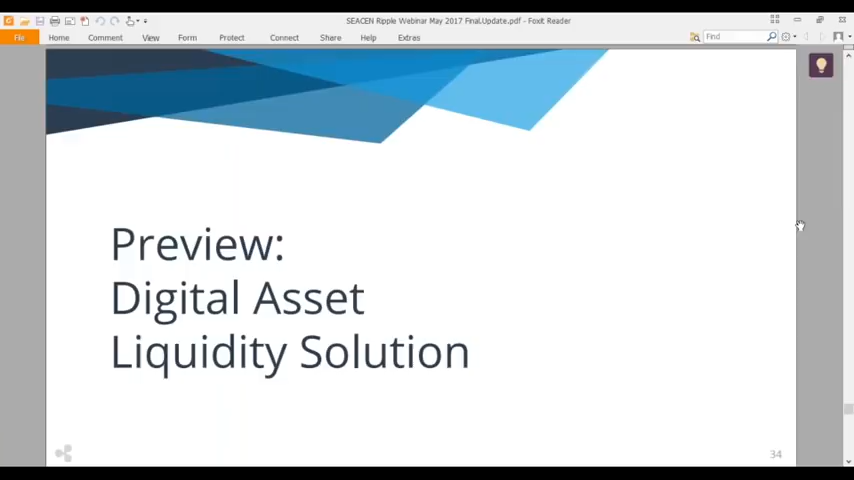 SEACEN Ripple Webinar May 2017 Final.Update.pdf - Foxit Reader
File Home Comment View Form Protect Connect Share Help Extras Find
Preview:
Digital Asset
Liquidity Solution
34